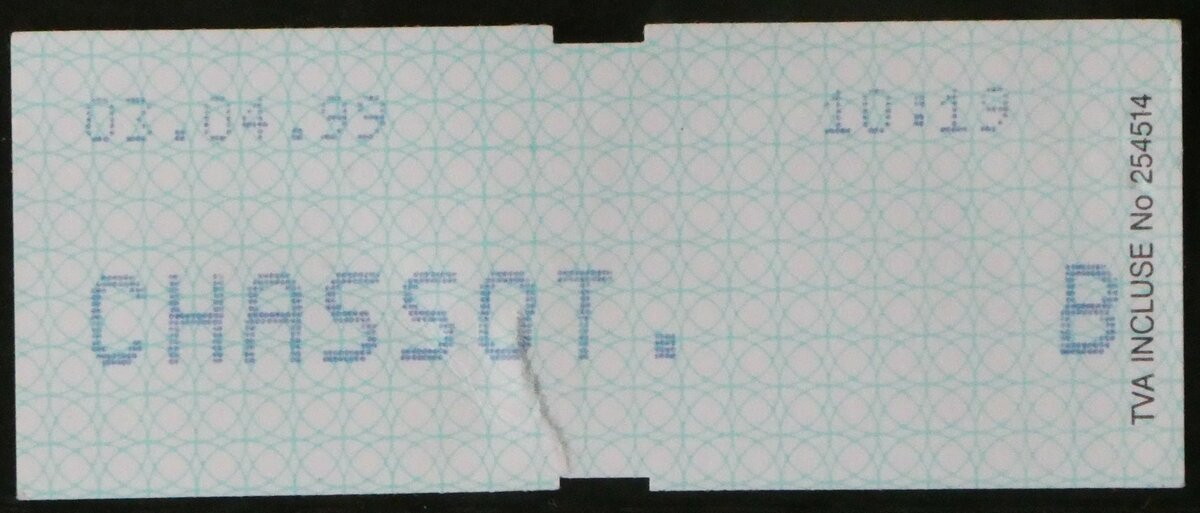 03.04.99 10:19
CHASSOT. B
TVA INCLUSE No 254514